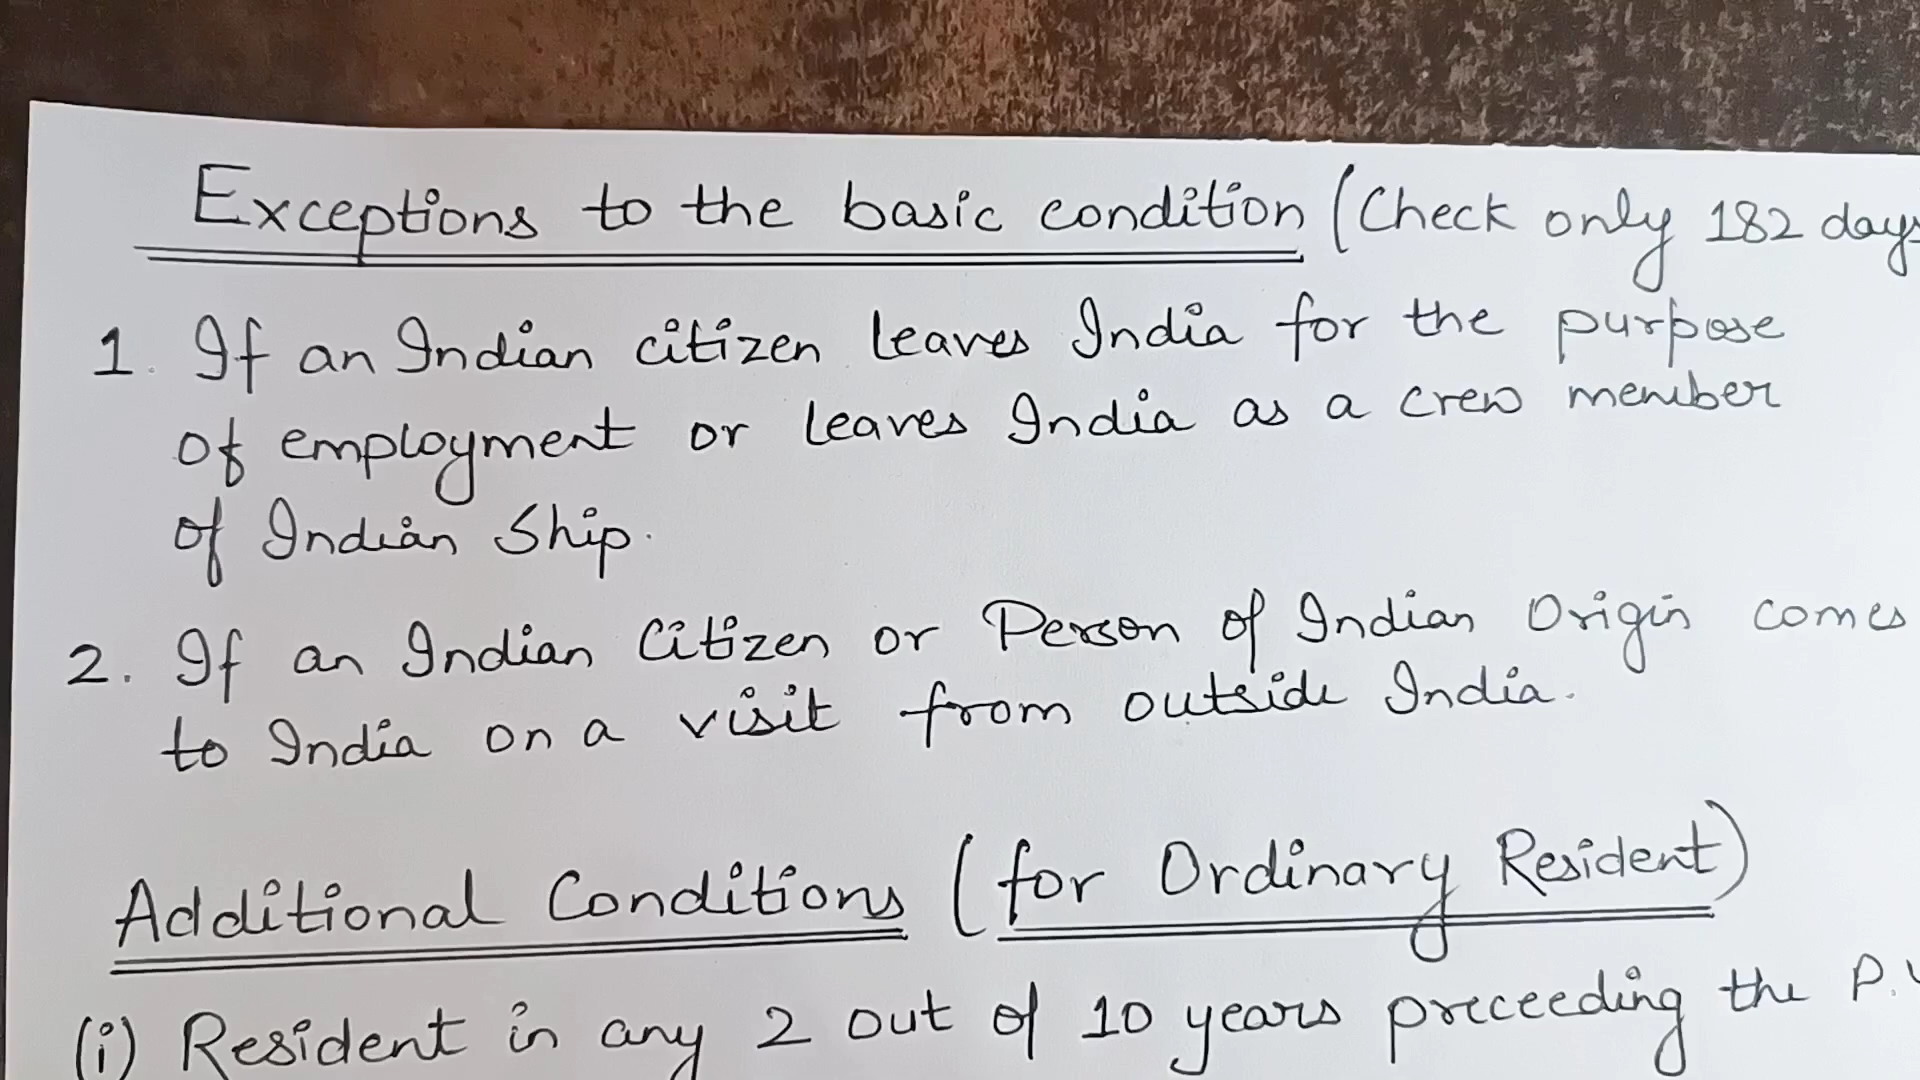 Exceptions to the basic condition (Check only 182 days
1. If an Indian citizen leaves India for the purpose
of employment or leaves India as a crew member
of Indian Ship.
2. If an Indian Citizen or Person of Indian Origin comes
to India on a visit from outside India.
Additional Conditions (for Ordinary Resident)
(i) Resident in any 2 out of 10 years preceeding the P.